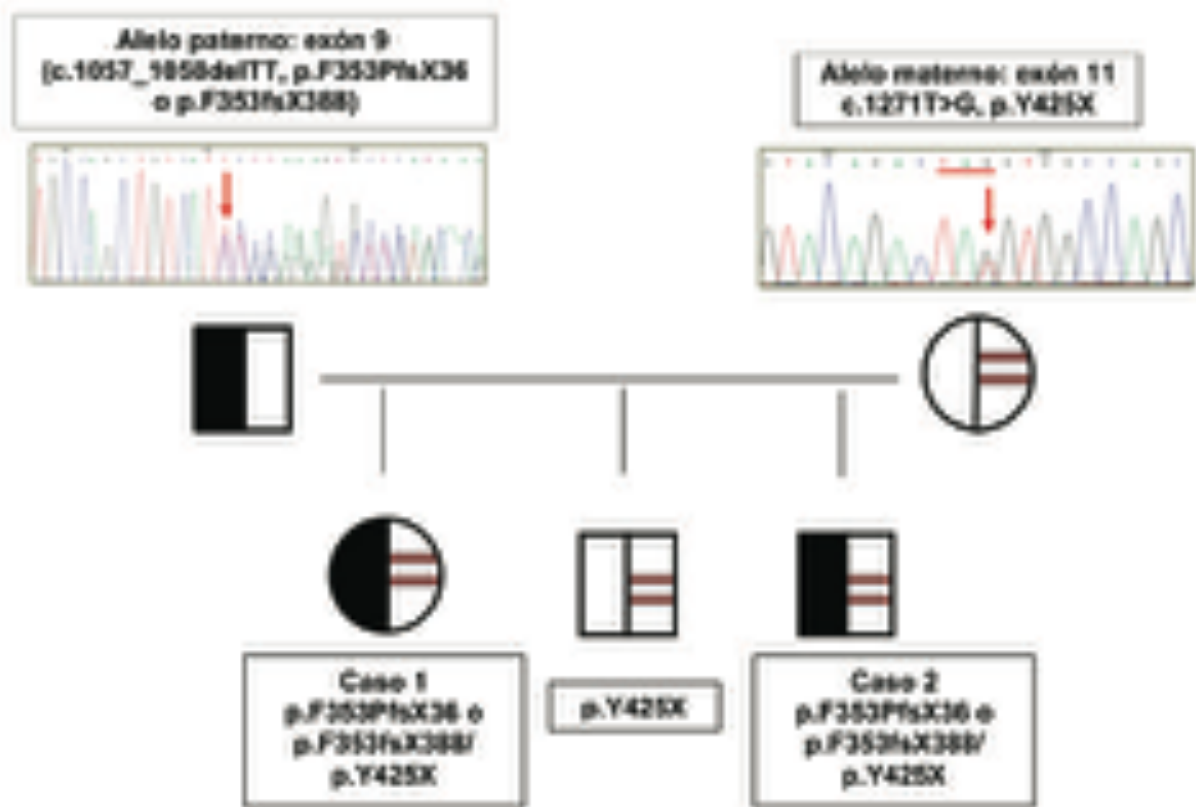 Alelo paterno: exón 9
(c.1057_1058delTT, p.F353PfsX36
o p.F353fsX388)
Alelo materno: exón 11
c.1271T>G, p.Y425X
Caso 1
p.F353PfsX36 o
p.F353fsX388/
p.Y425X
p.Y425X
Caso 2
p.F353PfsX36 o
p.F353fsX388/
p.Y425X